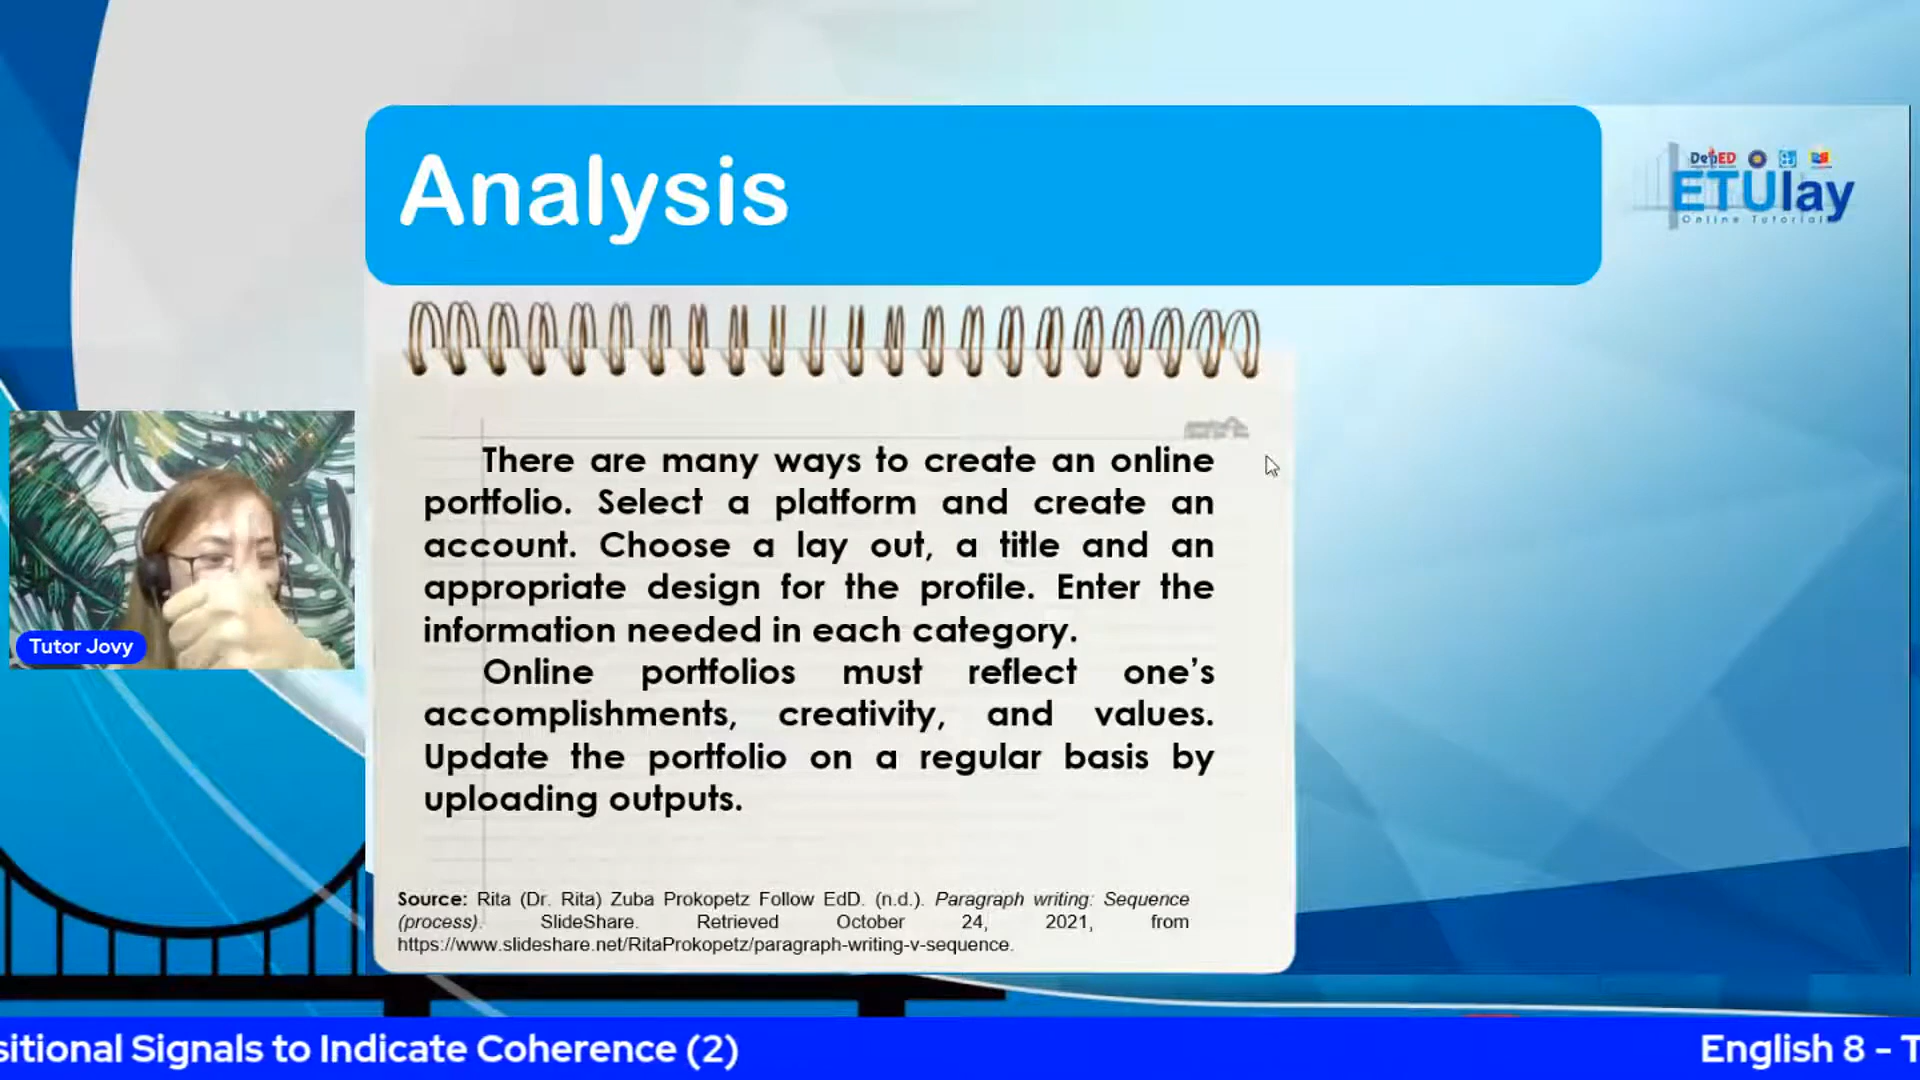 Analysis
DepED
ETUlay
Online Tutorial
There are many ways to create an online
portfolio. Select a platform and create an
account. Choose a lay out, a title and an
appropriate design for the profile. Enter the
information needed in each category.
Online portfolios must reflect one's
accomplishments, creativity, and values.
Update the portfolio on a regular basis by
uploading outputs.
Tutor Jovy
Source: Rita (Dr. Rita) Zuba Prokopetz Follow EdD. (n.d.). Paragraph writing: Sequence
(process). SlideShare. Retrieved October 24, 2021, from
https://www.slideshare.net/RitaProkopetz/paragraph-writing-v-sequence.
sitional Signals to Indicate Coherence (2)
English 8 - T